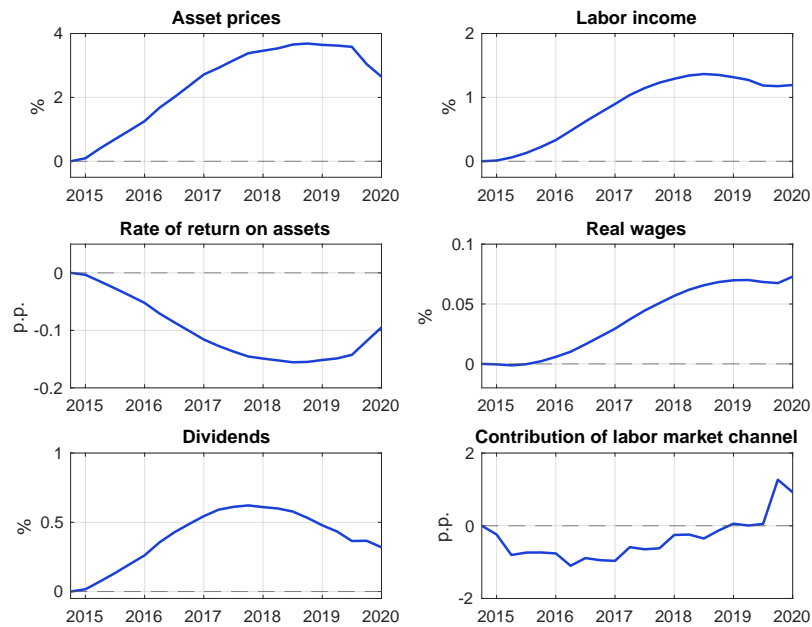 Asset prices
4
2
0
%
2015 2016 2017 2018 2019 2020
Labor income
2
1
0
%
2015 2016 2017 2018 2019 2020
Rate of return on assets
0
-0.1
-0.2
p.p.
2015 2016 2017 2018 2019 2020
Real wages
0.1
0.05
0
%
2015 2016 2017 2018 2019 2020
Dividends
1
0.5
0
%
2015 2016 2017 2018 2019 2020
Contribution of labor market channel
2
0
-2
p.p.
2015 2016 2017 2018 2019 2020